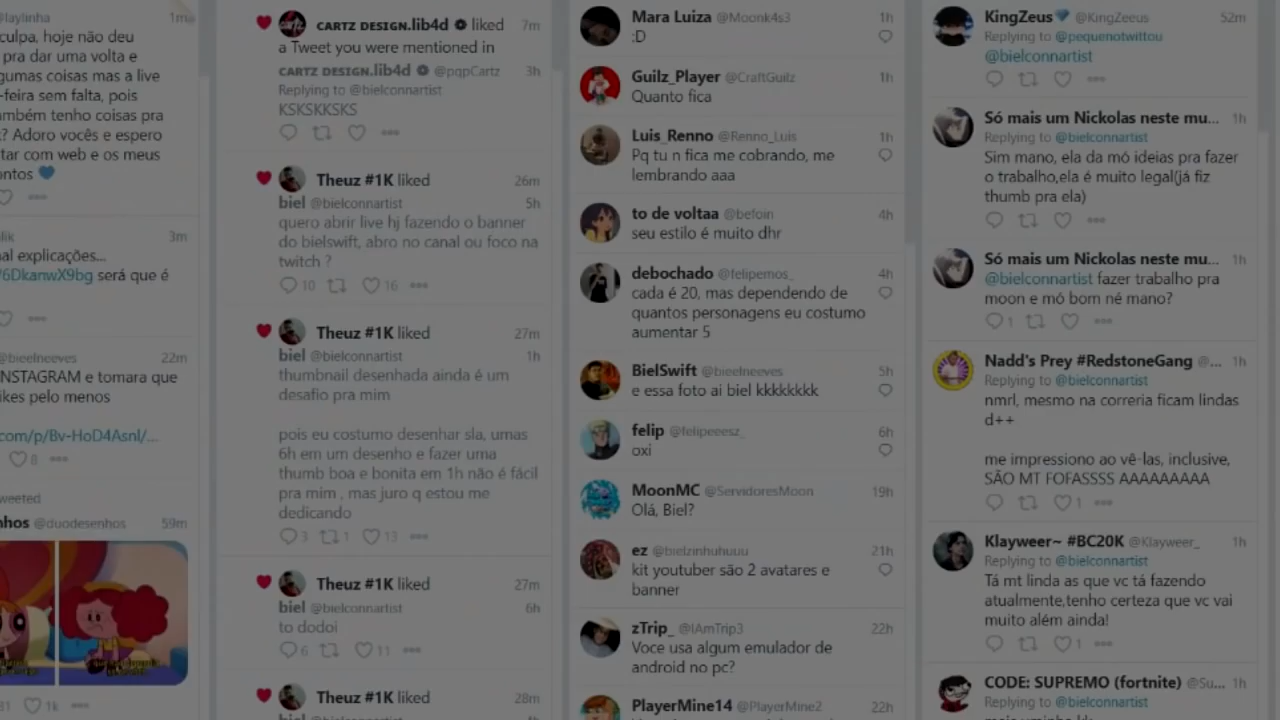 @laylinha 1m
culpa, hoje não deu
pra dar uma volta e
gumas coisas mas a live
-feira sem falta, pois
ambém tenho coisas pra
? Adoro vocês e espero
tar com web e os meus
ontos 💙
lik 3m
al explicações...
/6DkanwX9bg será que é
@bieelneeves 22m
NSTAGRAM e tomara que
ikes pelo menos
com/p/Bv-HoD4Asnl/...
8
weeted
nhos @duodesenhos 59m
1k
CARTZ DESIGN.lib4d liked 7m
a Tweet you were mentioned in
CARTZ DESIGN.lib4d @pqpCartz 3h
Replying to @bielconnartist
KSKSKKSKS
Theuz #1K liked 26m
biel @bielconnartist 5h
quero abrir live hj fazendo o banner
do bielswift, abro no canal ou foco na
twitch ?
10 16
Theuz #1K liked 27m
biel @bielconnartist 1h
thumbnail desenhada ainda é um
desafio pra mim
pois eu costumo desenhar sla, umas
6h em um desenho e fazer uma
thumb boa e bonita em 1h não é fácil
pra mim , mas juro q estou me
dedicando
3 1 13
Theuz #1K liked 27m
biel @bielconnartist 6h
to dodoi
6 11
Theuz #1K liked 28m
Mara Luiza @Moonk4s3 1h
:D
Guilz_Player @CraftGuilz 1h
Quanto fica
Luis_Renno @Renno_Luis 1h
Pq tu n fica me cobrando, me
lembrando aaa
to de voltaa @befoin 4h
seu estilo é muito dhr
debochado @felipemos_ 4h
cada é 20, mas dependendo de
quantos personagens eu costumo
aumentar 5
BielSwift @bieelneeves 5h
e essa foto ai biel kkkkkkkk
felip @felipeeesz_ 6h
oxi
MoonMC @ServidoresMoon 19h
Olá, Biel?
ez @bielzinhuhuuu 21h
kit youtuber são 2 avatares e
banner
zTrip_ @IAmTrip3 22h
Voce usa algum emulador de
android no pc?
PlayerMine14 @PlayerMine2 22h
KingZeus💎 @KingZeeus 52m
Replying to @pequenotwittou
@bielconnartist
Só mais um Nickolas neste mu... 1h
Replying to @bielconnartist
Sim mano, ela da mó ideias pra fazer
o trabalho,ela é muito legal(já fiz
thumb pra ela)
Só mais um Nickolas neste mu... 1h
@bielconnartist fazer trabalho pra
moon e mó bom né mano?
1
Nadd's Prey #RedstoneGang @... 1h
Replying to @bielconnartist
nmrl, mesmo na correria ficam lindas
d++
me impressiono ao vê-las, inclusive,
SÃO MT FOFASSSS AAAAAAAAA
1
Klayweer~ #BC20K @Klayweer_ 1h
Replying to @bielconnartist
Tá mt linda as que vc tá fazendo
atualmente,tenho certeza que vc vai
muito além ainda!
1
CODE: SUPREMO (fortnite) @Su... 1h
Replying to @bielconnartist